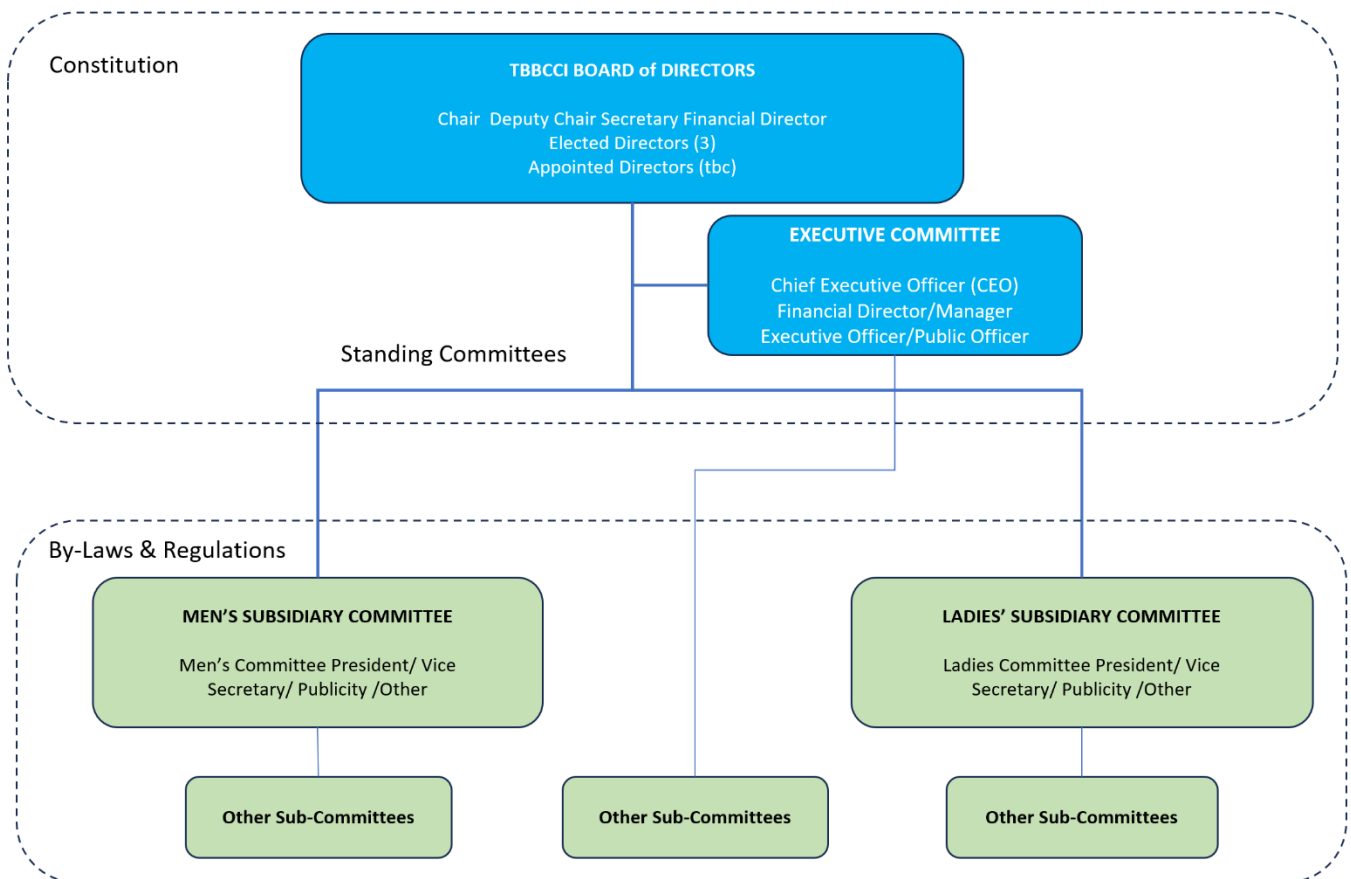 Constitution
TBBCCI BOARD of DIRECTORS
Chair  Deputy Chair Secretary Financial Director
Elected Directors (3)
Appointed Directors (tbc)
EXECUTIVE COMMITTEE
Chief Executive Officer (CEO)
Financial Director/Manager
Executive Officer/Public Officer
Standing Committees
By-Laws & Regulations
MEN’S SUBSIDIARY COMMITTEE
Men’s Committee President/ Vice
Secretary/ Publicity /Other
LADIES’ SUBSIDIARY COMMITTEE
Ladies Committee President/ Vice
Secretary/ Publicity /Other
Other Sub-Committees
Other Sub-Committees
Other Sub-Committees